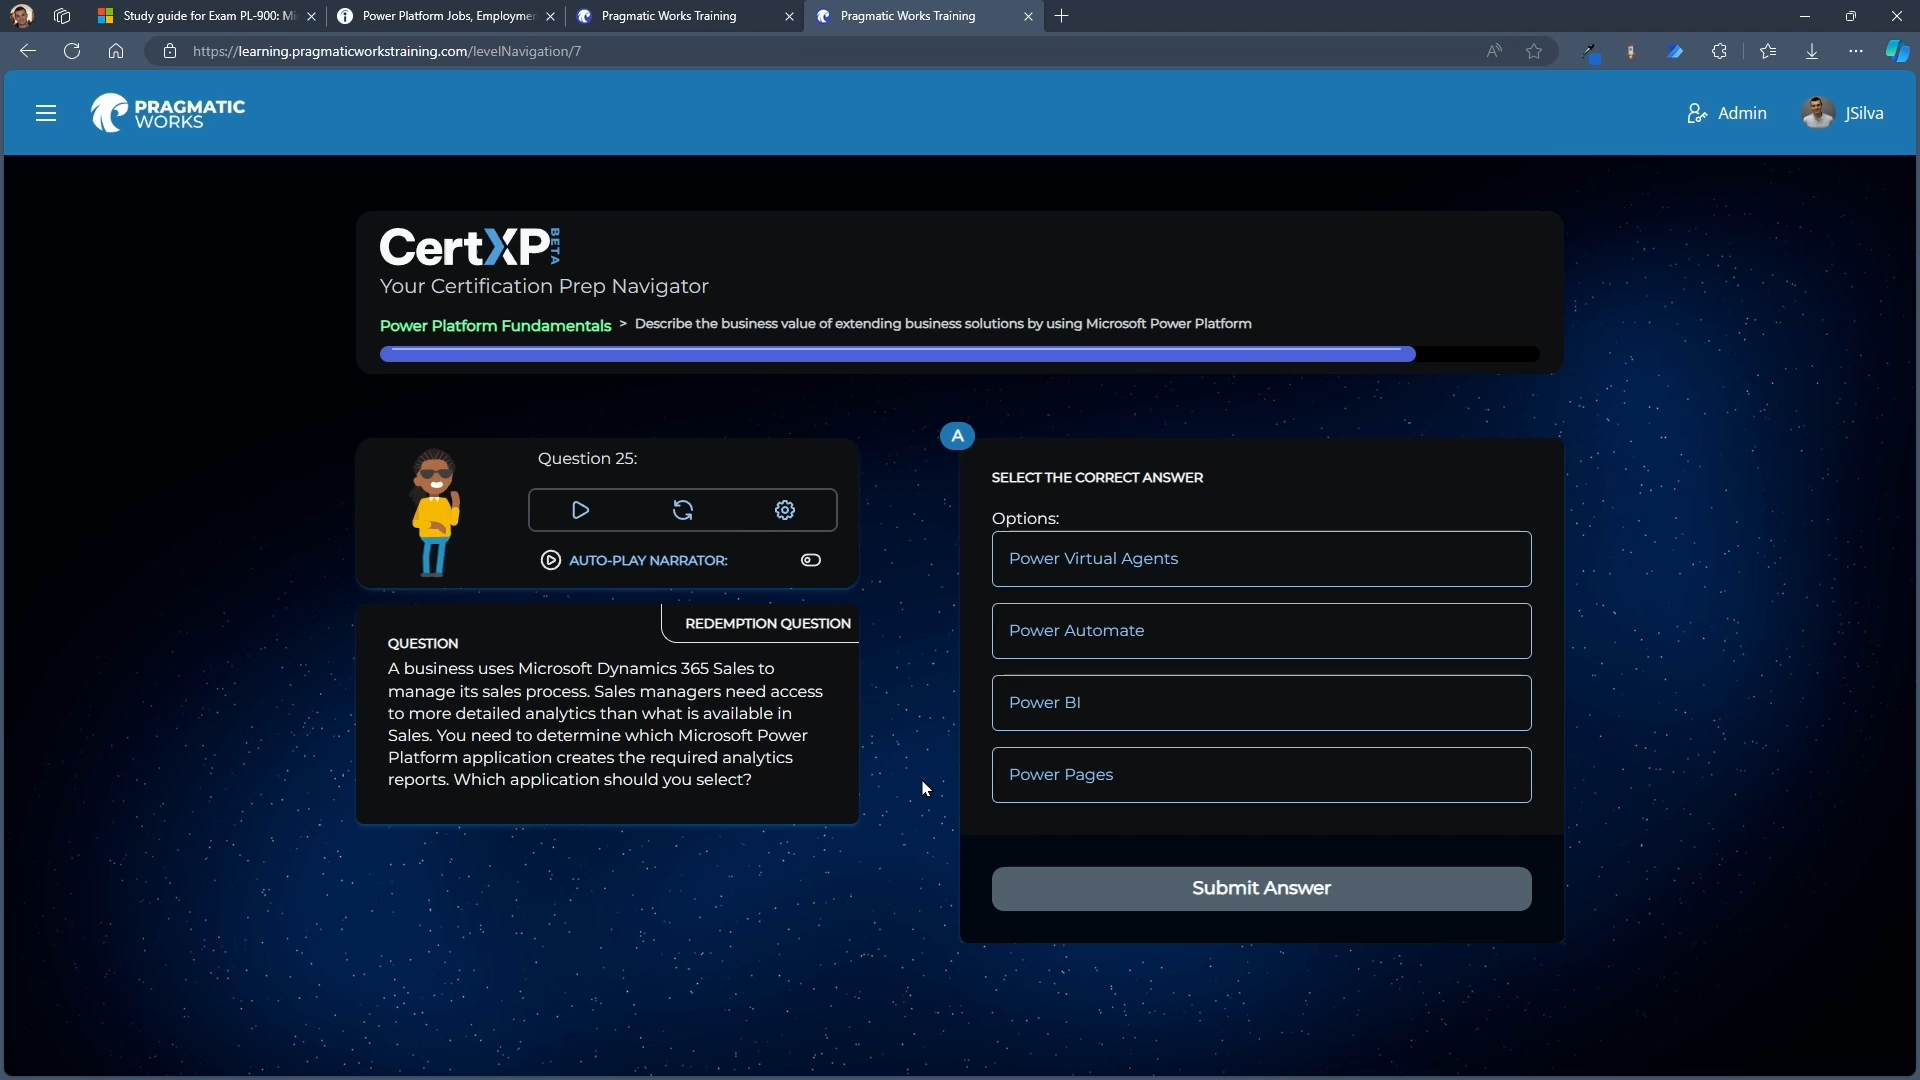 Study guide for Exam PL-900: Mi
Power Platform Jobs, Employmen
Pragmatic Works Training
Pragmatic Works Training
https://learning.pragmaticworkstraining.com/levelNavigation/7
PRAGMATIC
WORKS
Admin
JSilva
CertXP BETA
Your Certification Prep Navigator
Power Platform Fundamentals > Describe the business value of extending business solutions by using Microsoft Power Platform
Question 25:
AUTO-PLAY NARRATOR:
REDEMPTION QUESTION
QUESTION
A business uses Microsoft Dynamics 365 Sales to
manage its sales process. Sales managers need access
to more detailed analytics than what is available in
Sales. You need to determine which Microsoft Power
Platform application creates the required analytics
reports. Which application should you select?
A
SELECT THE CORRECT ANSWER
Options:
Power Virtual Agents
Power Automate
Power BI
Power Pages
Submit Answer